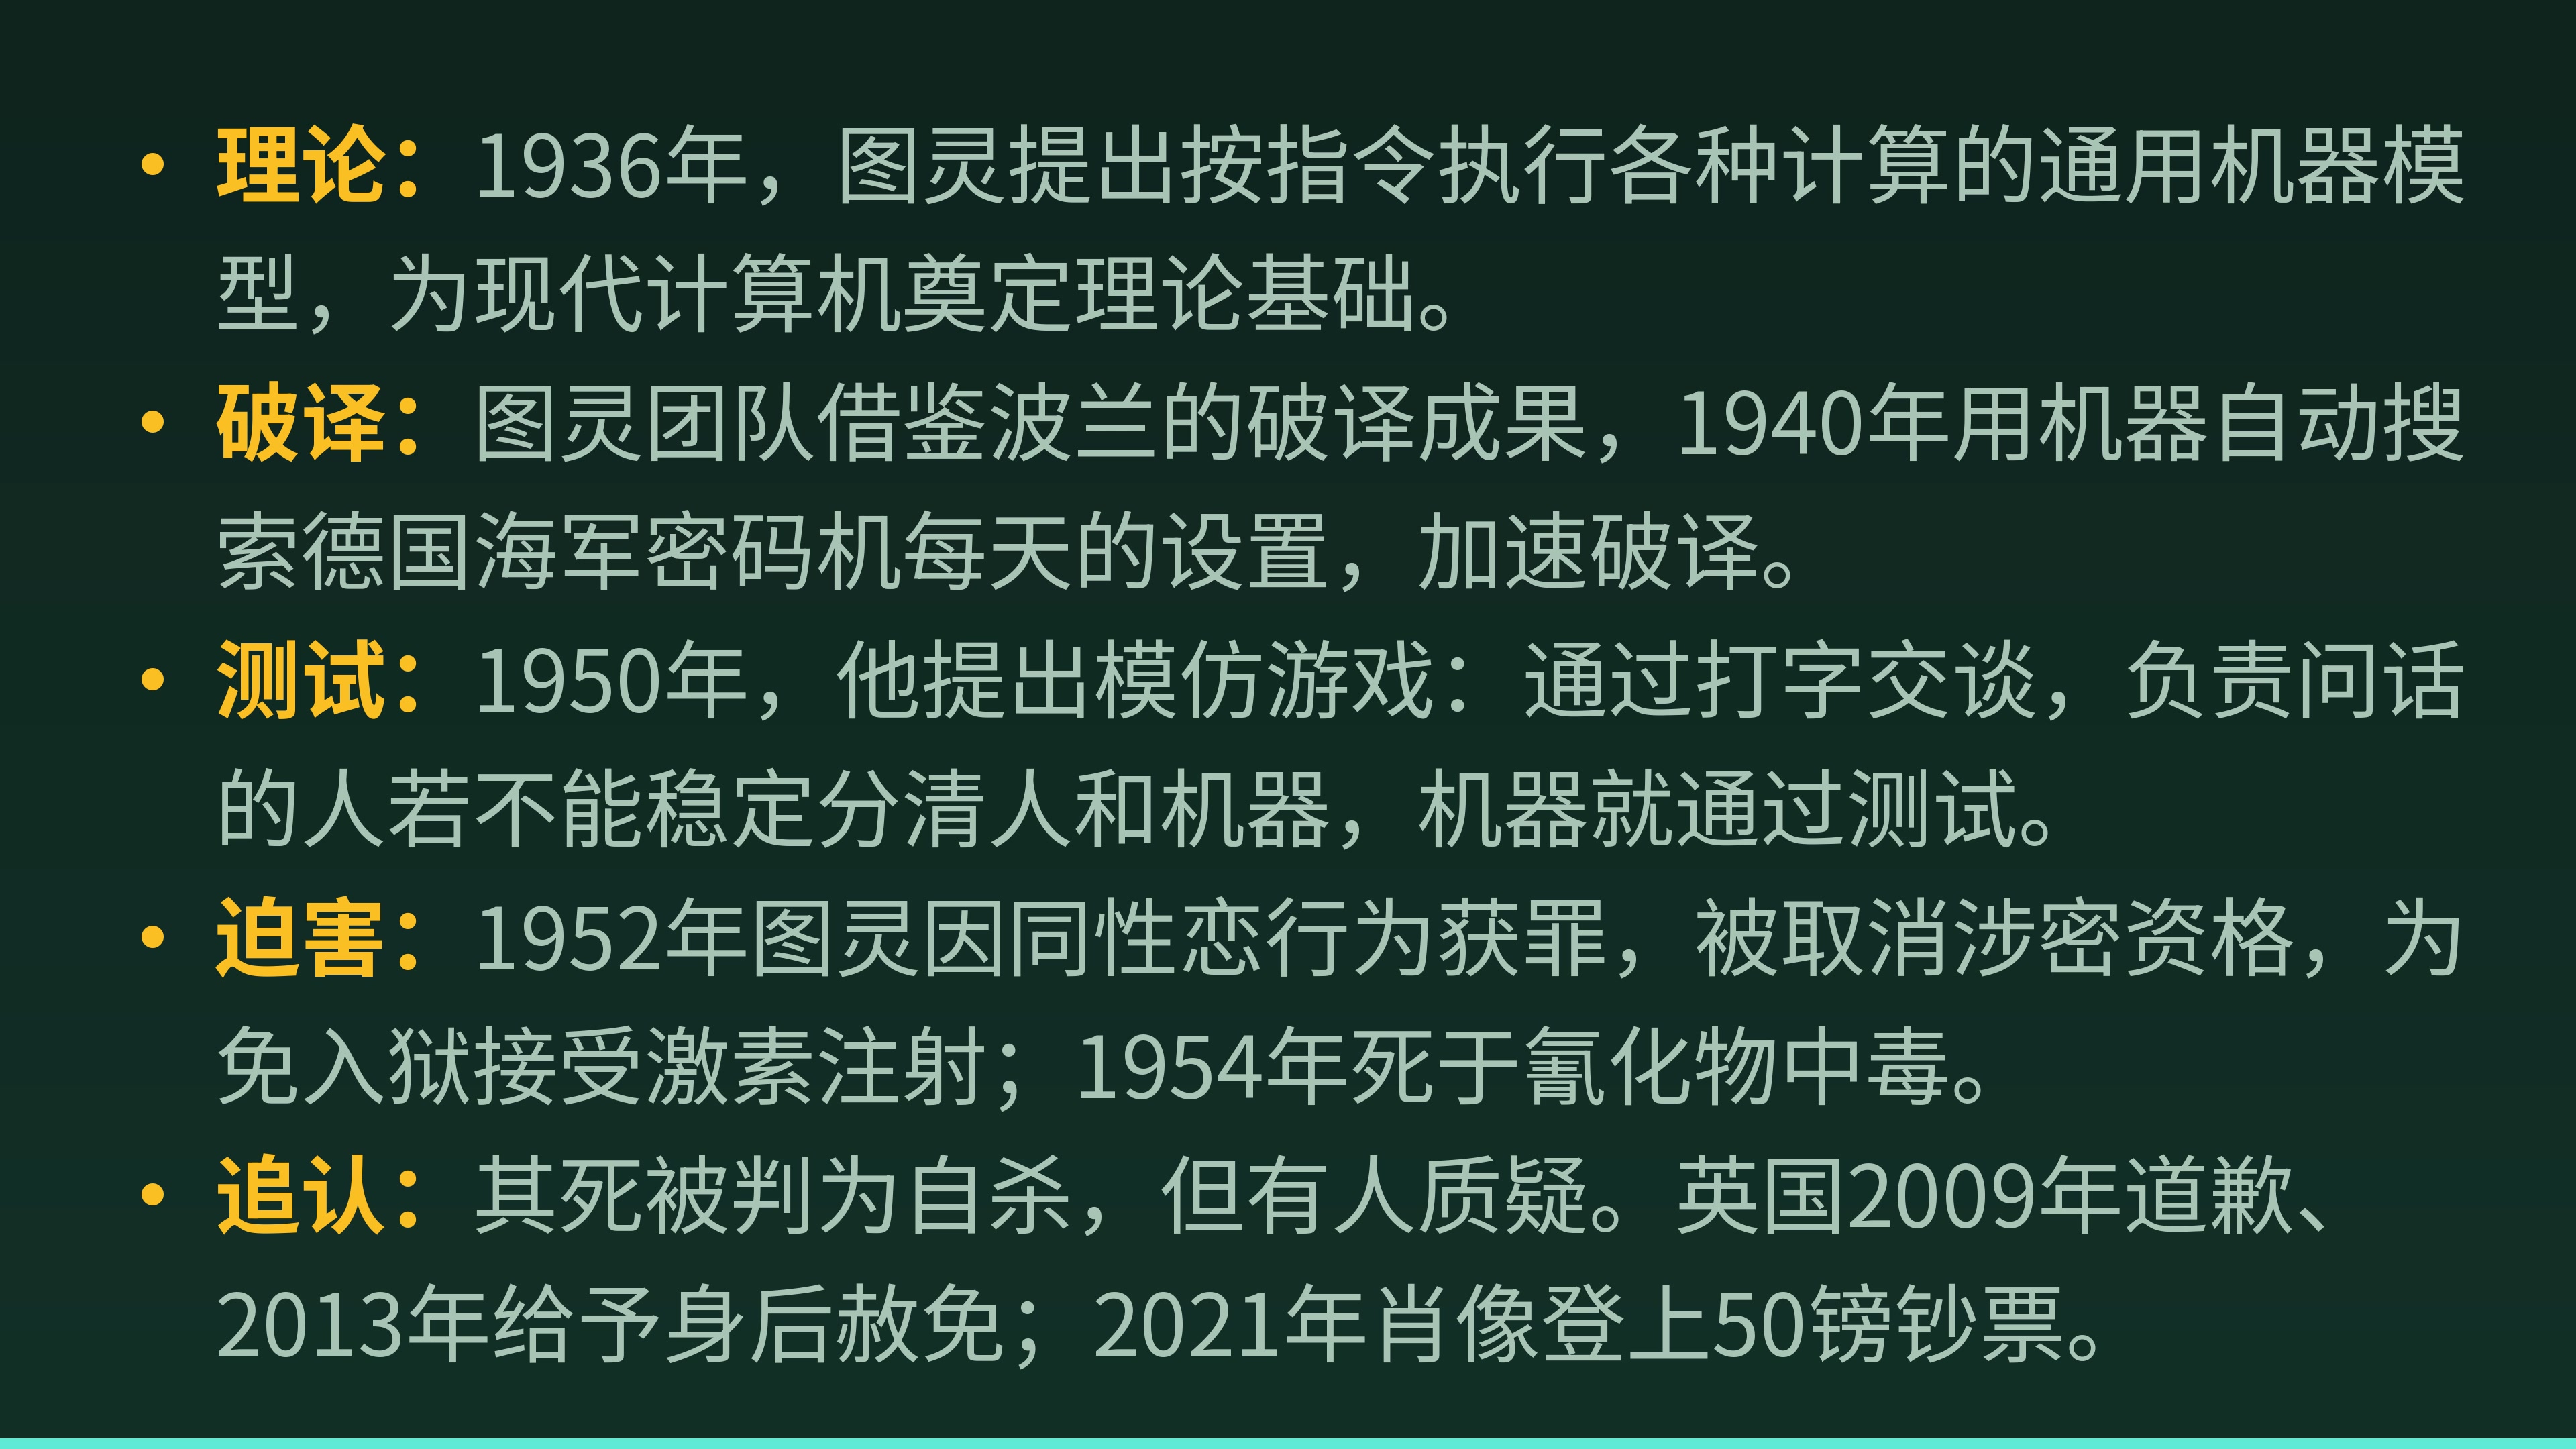 • 理论：1936年，图灵提出按指令执行各种计算的通用机器模
型，为现代计算机奠定理论基础。
• 破译：图灵团队借鉴波兰的破译成果，1940年用机器自动搜
索德国海军密码机每天的设置，加速破译。
• 测试：1950年，他提出模仿游戏：通过打字交谈，负责问话
的人若不能稳定分清人和机器，机器就通过测试。
• 迫害：1952年图灵因同性恋行为获罪，被取消涉密资格，为
免入狱接受激素注射；1954年死于氰化物中毒。
• 追认：其死被判为自杀，但有人质疑。英国2009年道歉、
2013年给予身后赦免；2021年肖像登上50镑钞票。